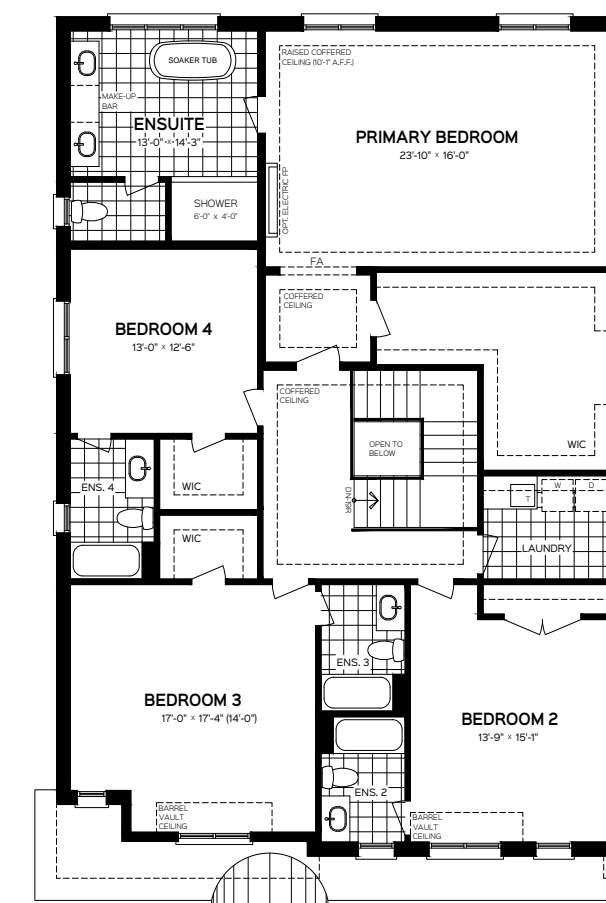 SOAKER TUB
MAKE-UP
BAR
ENSUITE
13'-0" x 14'-3"
RAISED COFFERED
CEILING (10'-1" A.F.F.)
PRIMARY BEDROOM
23'-10" x 16'-0"
OPT. ELECTRIC FP
SHOWER
6'-0" x 4'-0"
FA
COFFERED
CEILING
BEDROOM 4
13'-0" x 12'-6"
COFFERED
CEILING
OPEN TO
BELOW
WIC
DN-19R
ENS. 4
WIC
WIC
W
D
T
LAUNDRY
ENS. 3
BEDROOM 3
17'-0" x 17'-4" (14'-0")
BEDROOM 2
13'-9" x 15'-1"
ENS. 2
BARREL
VAULT
CEILING
BARREL
VAULT
CEILING